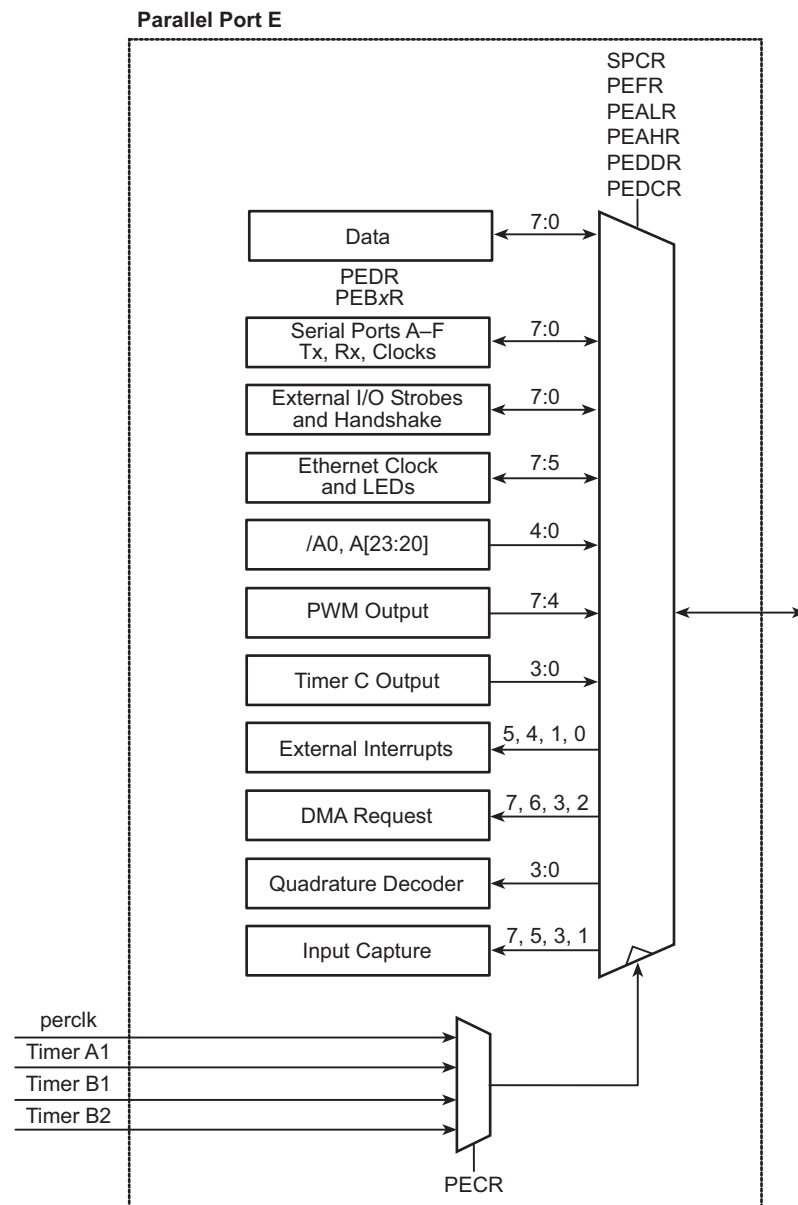 Parallel Port E
SPCR
PEFR
PEALR
PEAHR
PEDDR
PEDCR
Data
7:0
PEDR
PEBxR
Serial Ports A–F
Tx, Rx, Clocks
7:0
External I/O Strobes
and Handshake
7:0
Ethernet Clock
and LEDs
7:5
/A0, A[23:20]
4:0
PWM Output
7:4
Timer C Output
3:0
External Interrupts
5, 4, 1, 0
DMA Request
7, 6, 3, 2
Quadrature Decoder
3:0
Input Capture
7, 5, 3, 1
perclk
Timer A1
Timer B1
Timer B2
PECR